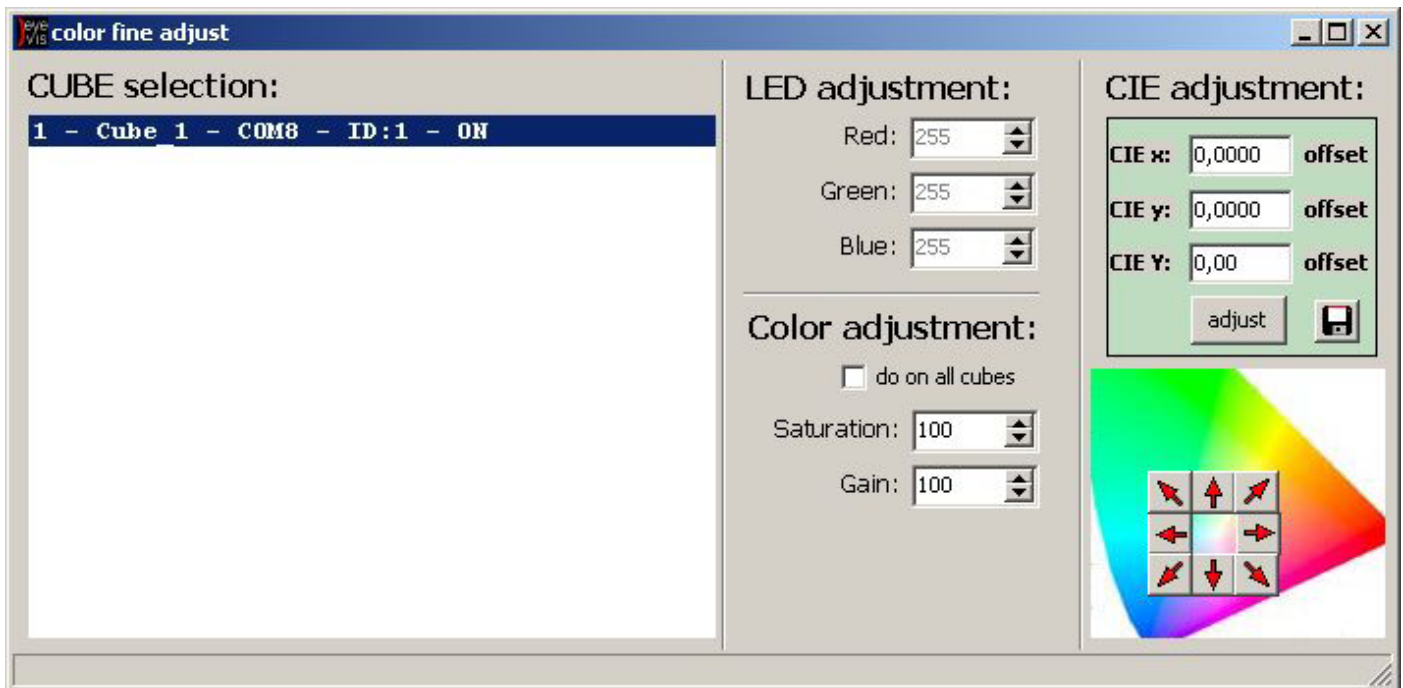 eye Vis color fine adjust
CUBE selection:
1 - Cube_1 - COM8 - ID:1 - ON
LED adjustment:
Red: 255
Green: 255
Blue: 255
Color adjustment:
do on all cubes
Saturation: 100
Gain: 100
CIE adjustment:
CIE x: 0,0000 offset
CIE y: 0,0000 offset
CIE Y: 0,00 offset
adjust